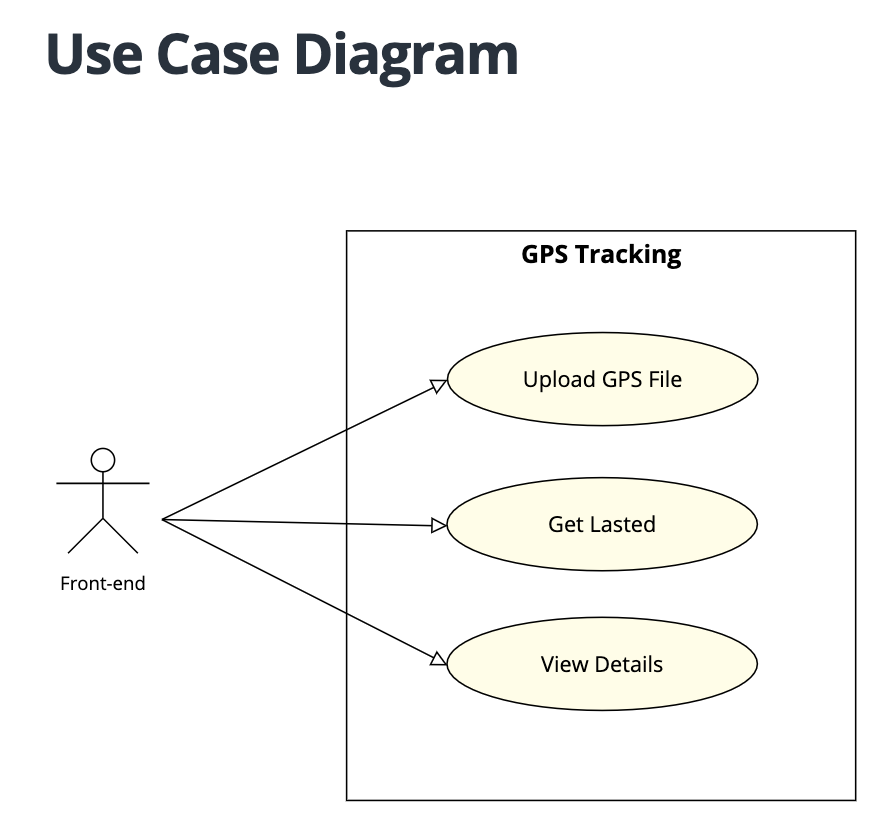 Use Case Diagram
GPS Tracking
Upload GPS File
Get Lasted
View Details
Front-end